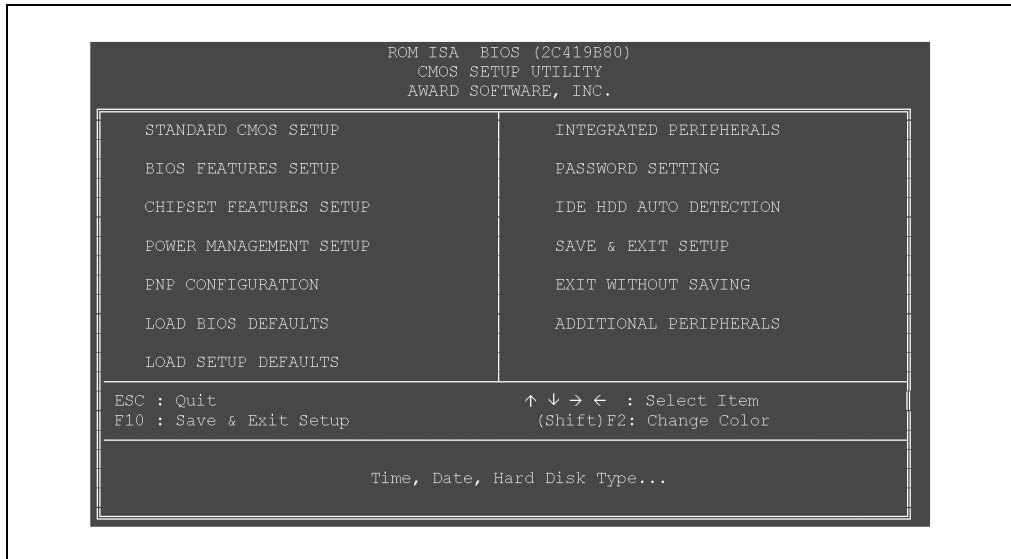 ROM ISA BIOS (2C419B80)
CMOS SETUP UTILITY
AWARD SOFTWARE, INC.
STANDARD CMOS SETUP
BIOS FEATURES SETUP
CHIPSET FEATURES SETUP
POWER MANAGEMENT SETUP
PNP CONFIGURATION
LOAD BIOS DEFAULTS
LOAD SETUP DEFAULTS
INTEGRATED PERIPHERALS
PASSWORD SETTING
IDE HDD AUTO DETECTION
SAVE & EXIT SETUP
EXIT WITHOUT SAVING
ADDITIONAL PERIPHERALS
ESC : Quit
F10 : Save & Exit Setup
↑ ↓ → ← : Select Item
(Shift)F2: Change Color
Time, Date, Hard Disk Type...